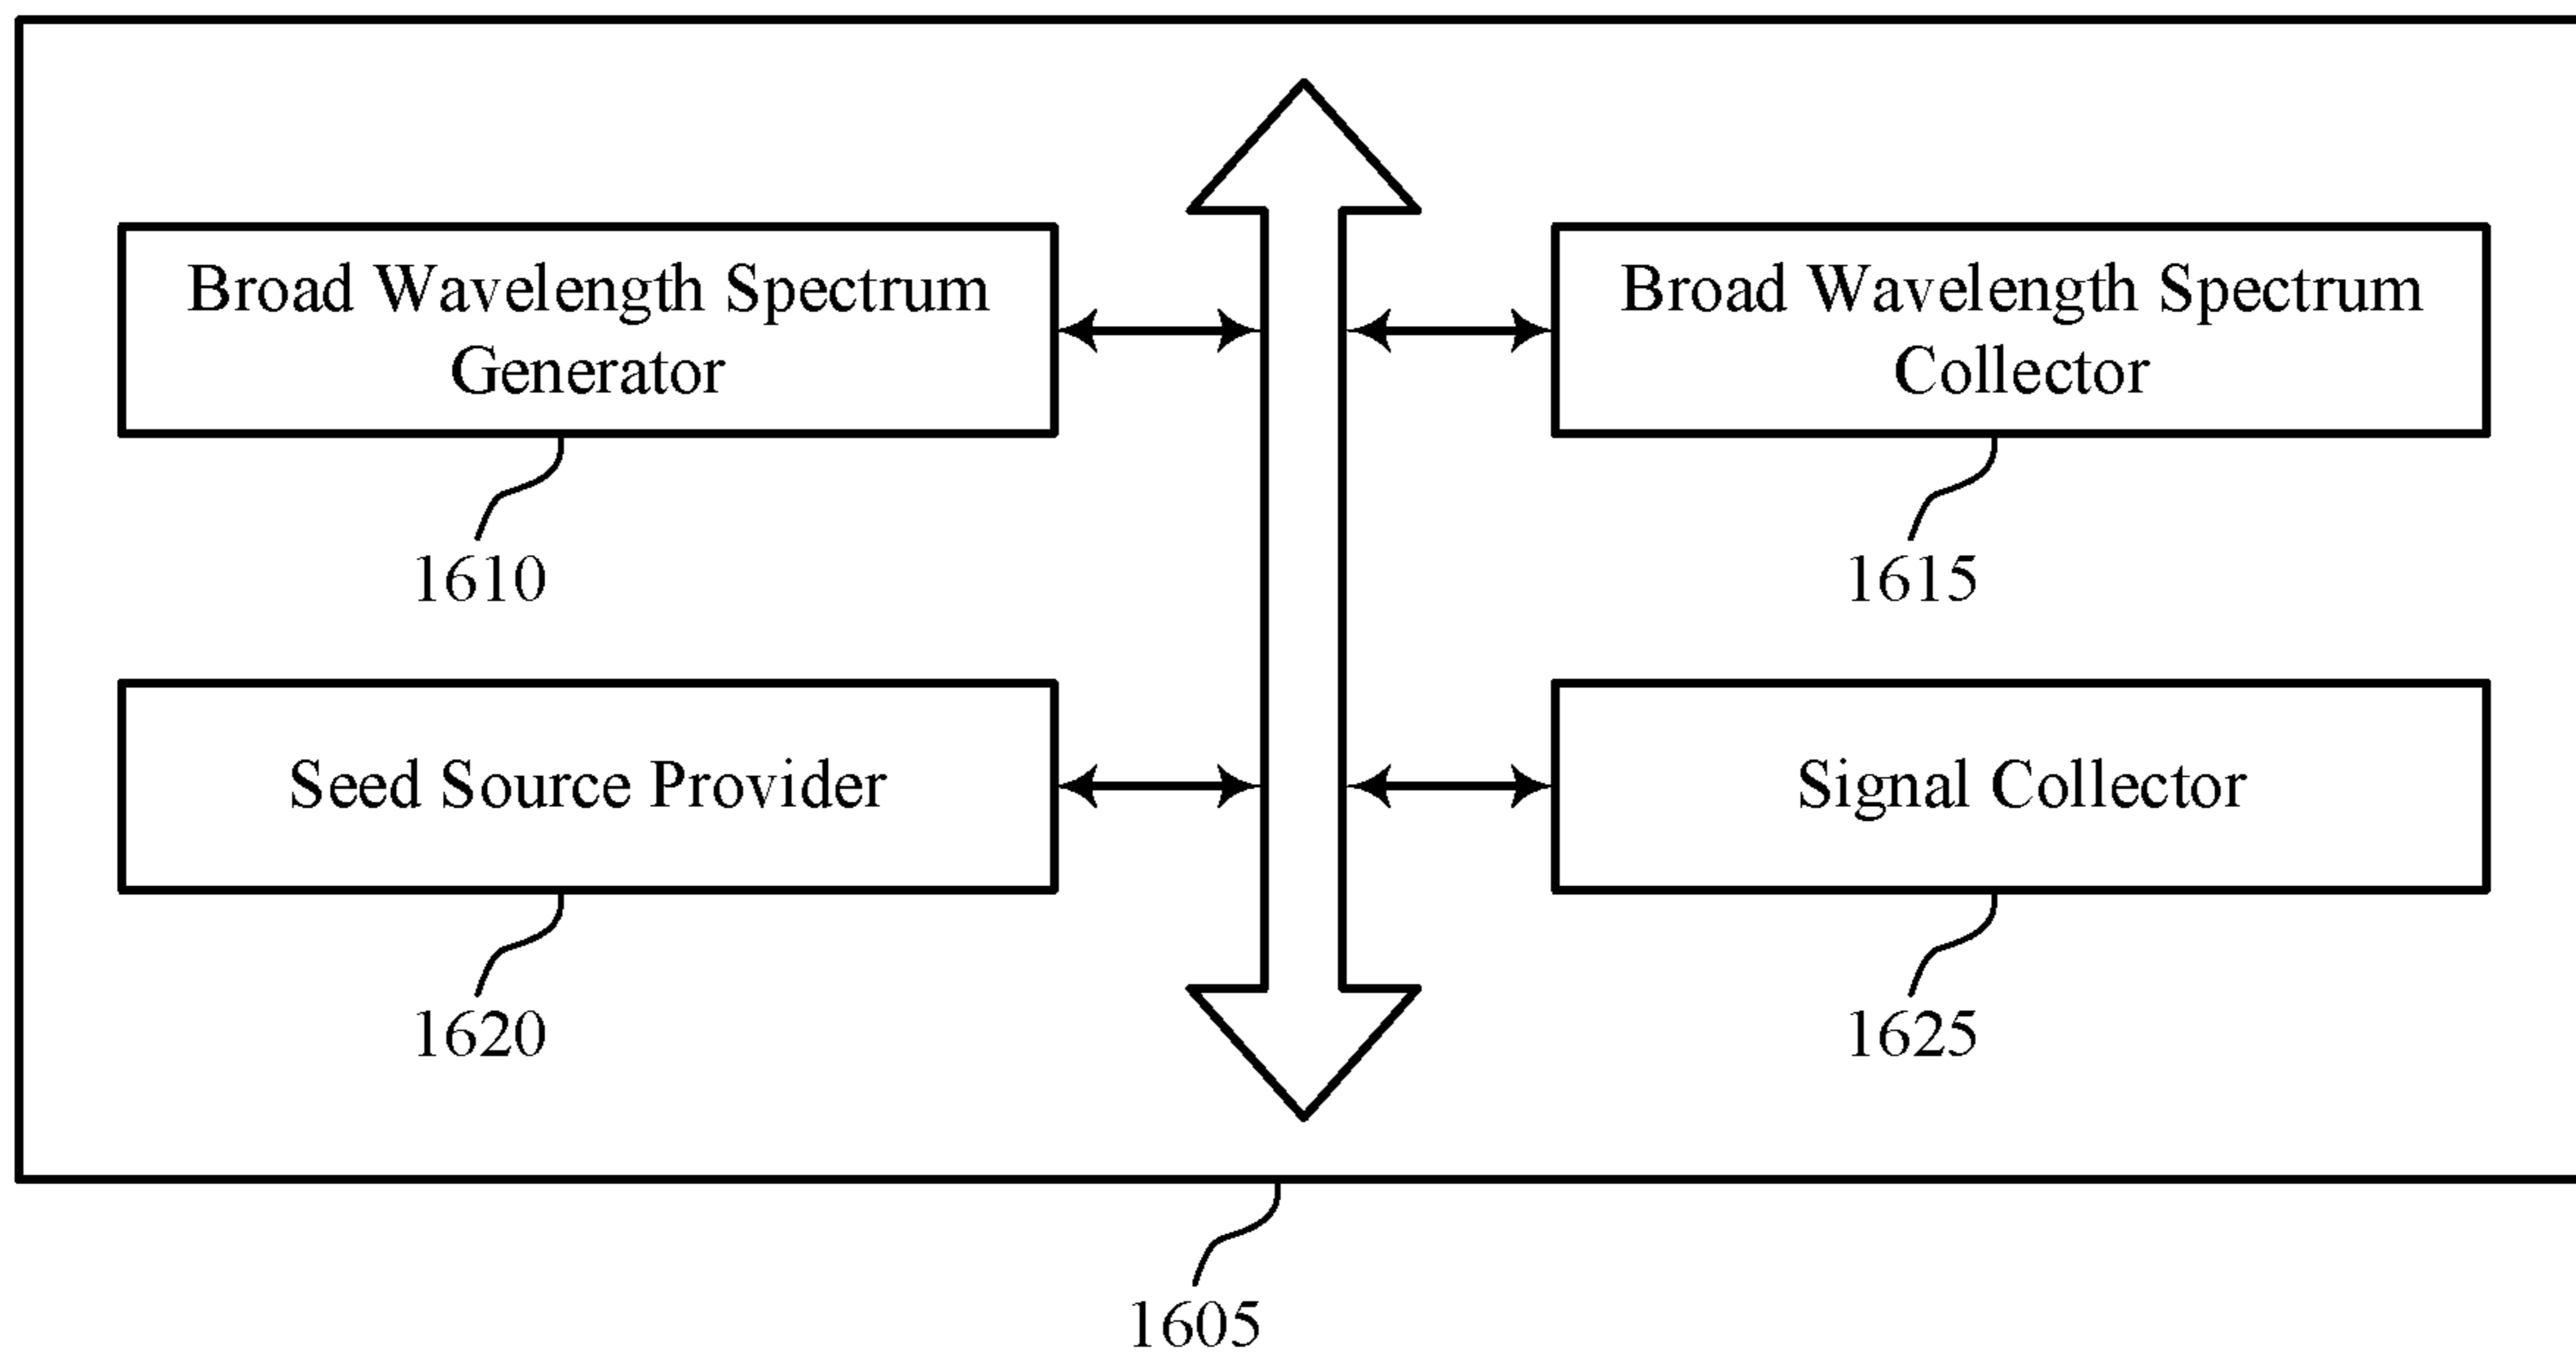 Broad Wavelength Spectrum
Generator
1610
Broad Wavelength Spectrum
Collector
1615
Seed Source Provider
1620
Signal Collector
1625
1605